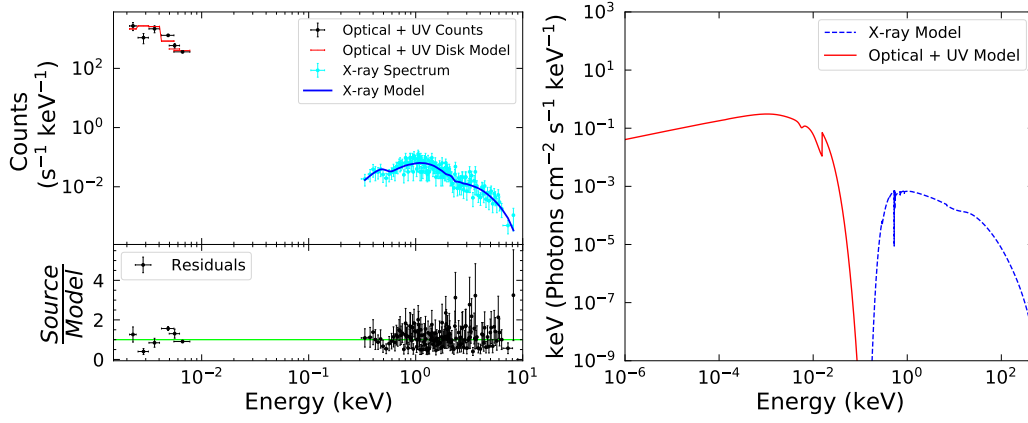 Counts
(s⁻¹ keV⁻¹)
10²
10⁰
10⁻²
Optical + UV Counts
Optical + UV Disk Model
X-ray Spectrum
X-ray Model
Source
Model
4
2
0
Residuals
10⁻²
10⁻¹
10⁰
10¹
Energy (keV)
keV (Photons cm⁻² s⁻¹ keV⁻¹)
10³
10¹
10⁻¹
10⁻³
10⁻⁵
10⁻⁷
10⁻⁹
X-ray Model
Optical + UV Model
10⁻⁶
10⁻⁴
10⁻²
10⁰
10²
Energy (keV)